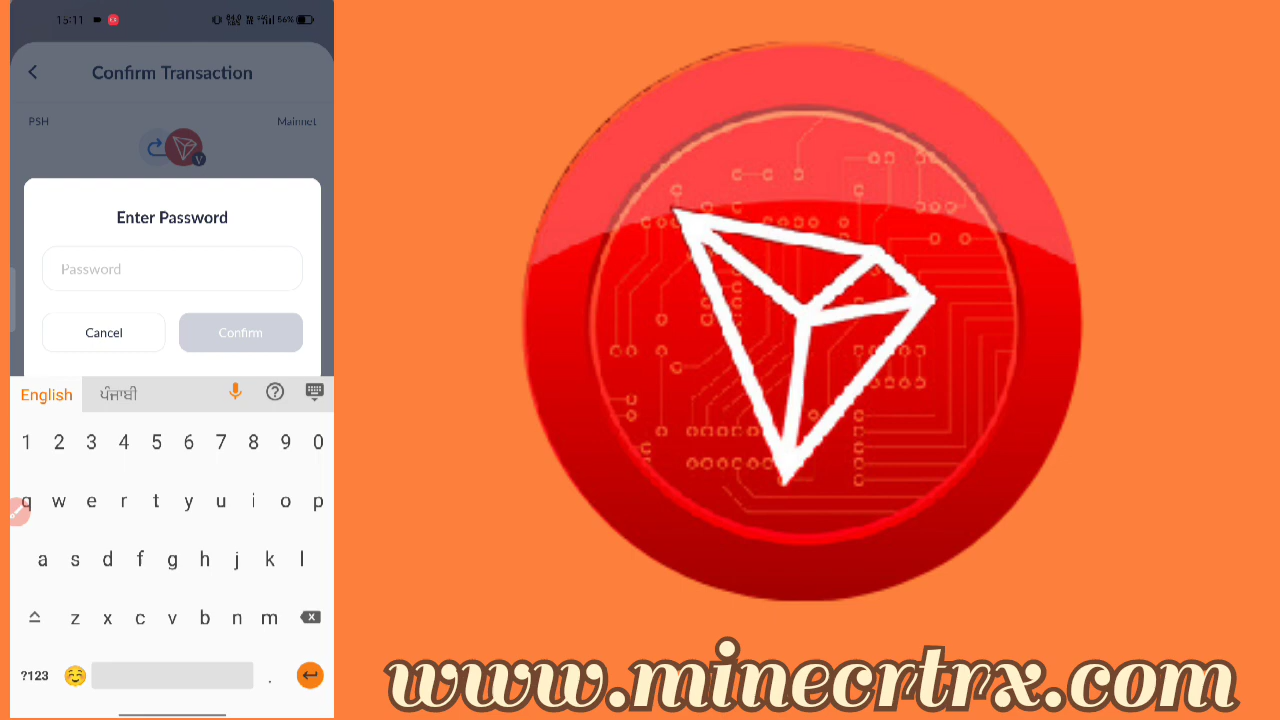 15:11
56%
Confirm Transaction
PSH
Mainnet
Enter Password
Password
Cancel
Confirm
English
ਪੰਜਾਬੀ
1 2 3 4 5 6 7 8 9 0
q w e r t y u i o p
a s d f g h j k l
z x c v b n m
?123
.
www.minecrtrx.com